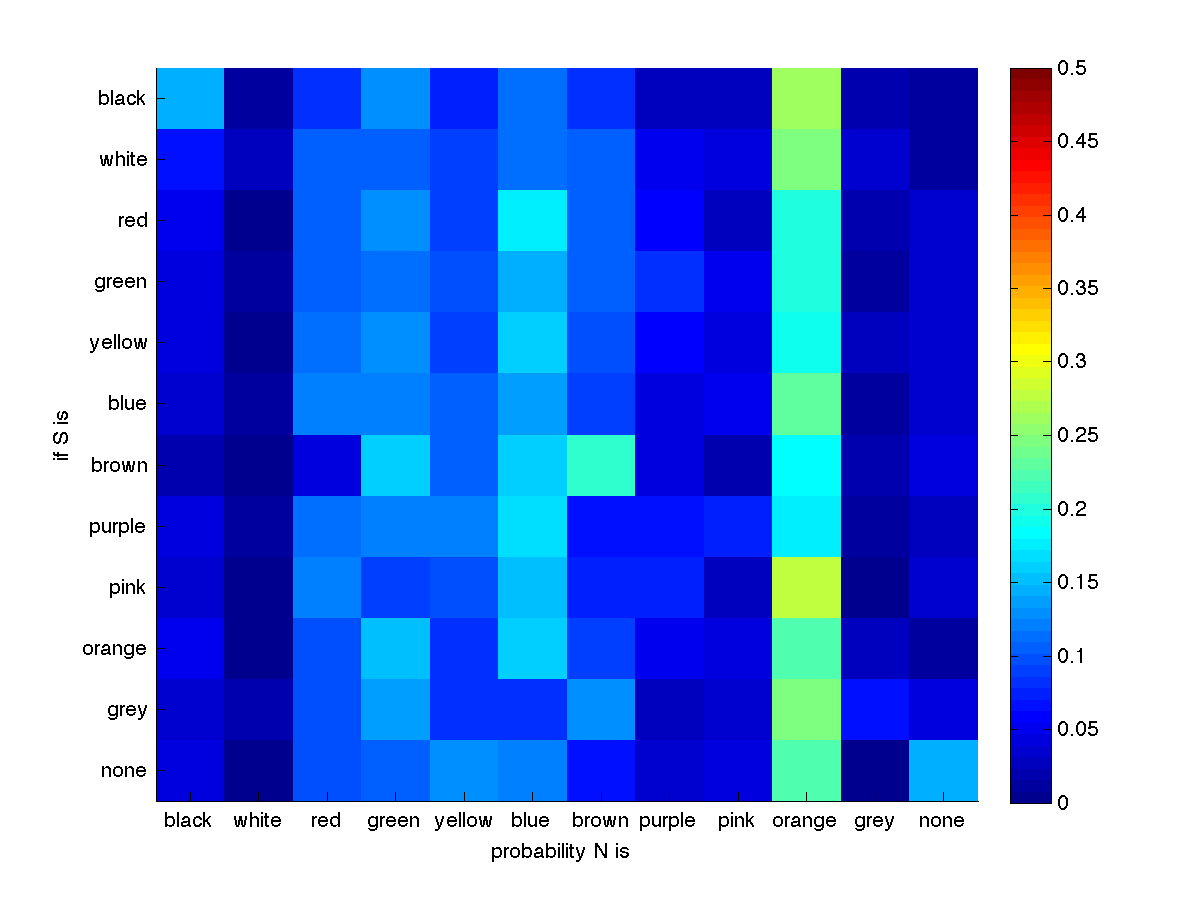 black
white
red
green
yellow
blue
brown
purple
pink
orange
grey
none
if S is
black white red green yellow blue brown purple pink orange grey none
probability N is
0.5
0.45
0.4
0.35
0.3
0.25
0.2
0.15
0.1
0.05
0